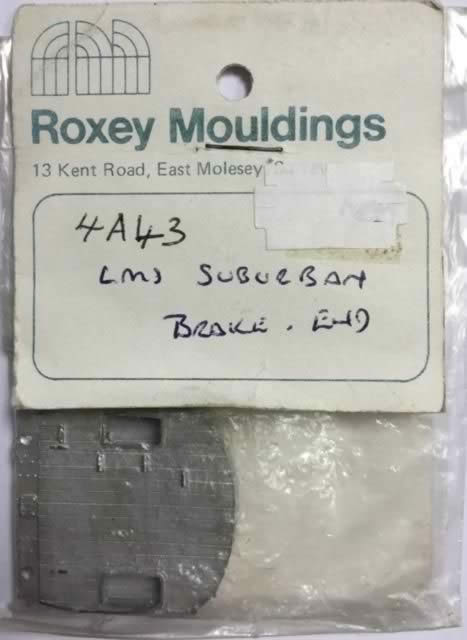 Roxey Mouldings
13 Kent Road, East Molesey
4A43
LMS SUBURBAN
BRAKE. END